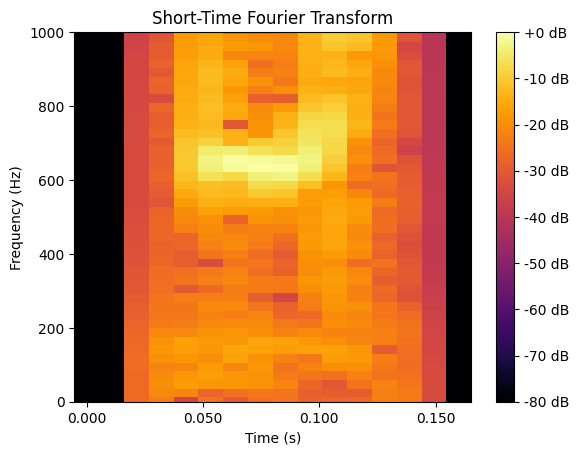 Short-Time Fourier Transform
1000
800
600
400
200
0
Frequency (Hz)
0.000
0.050
0.100
0.150
Time (s)
+0 dB
-10 dB
-20 dB
-30 dB
-40 dB
-50 dB
-60 dB
-70 dB
-80 dB